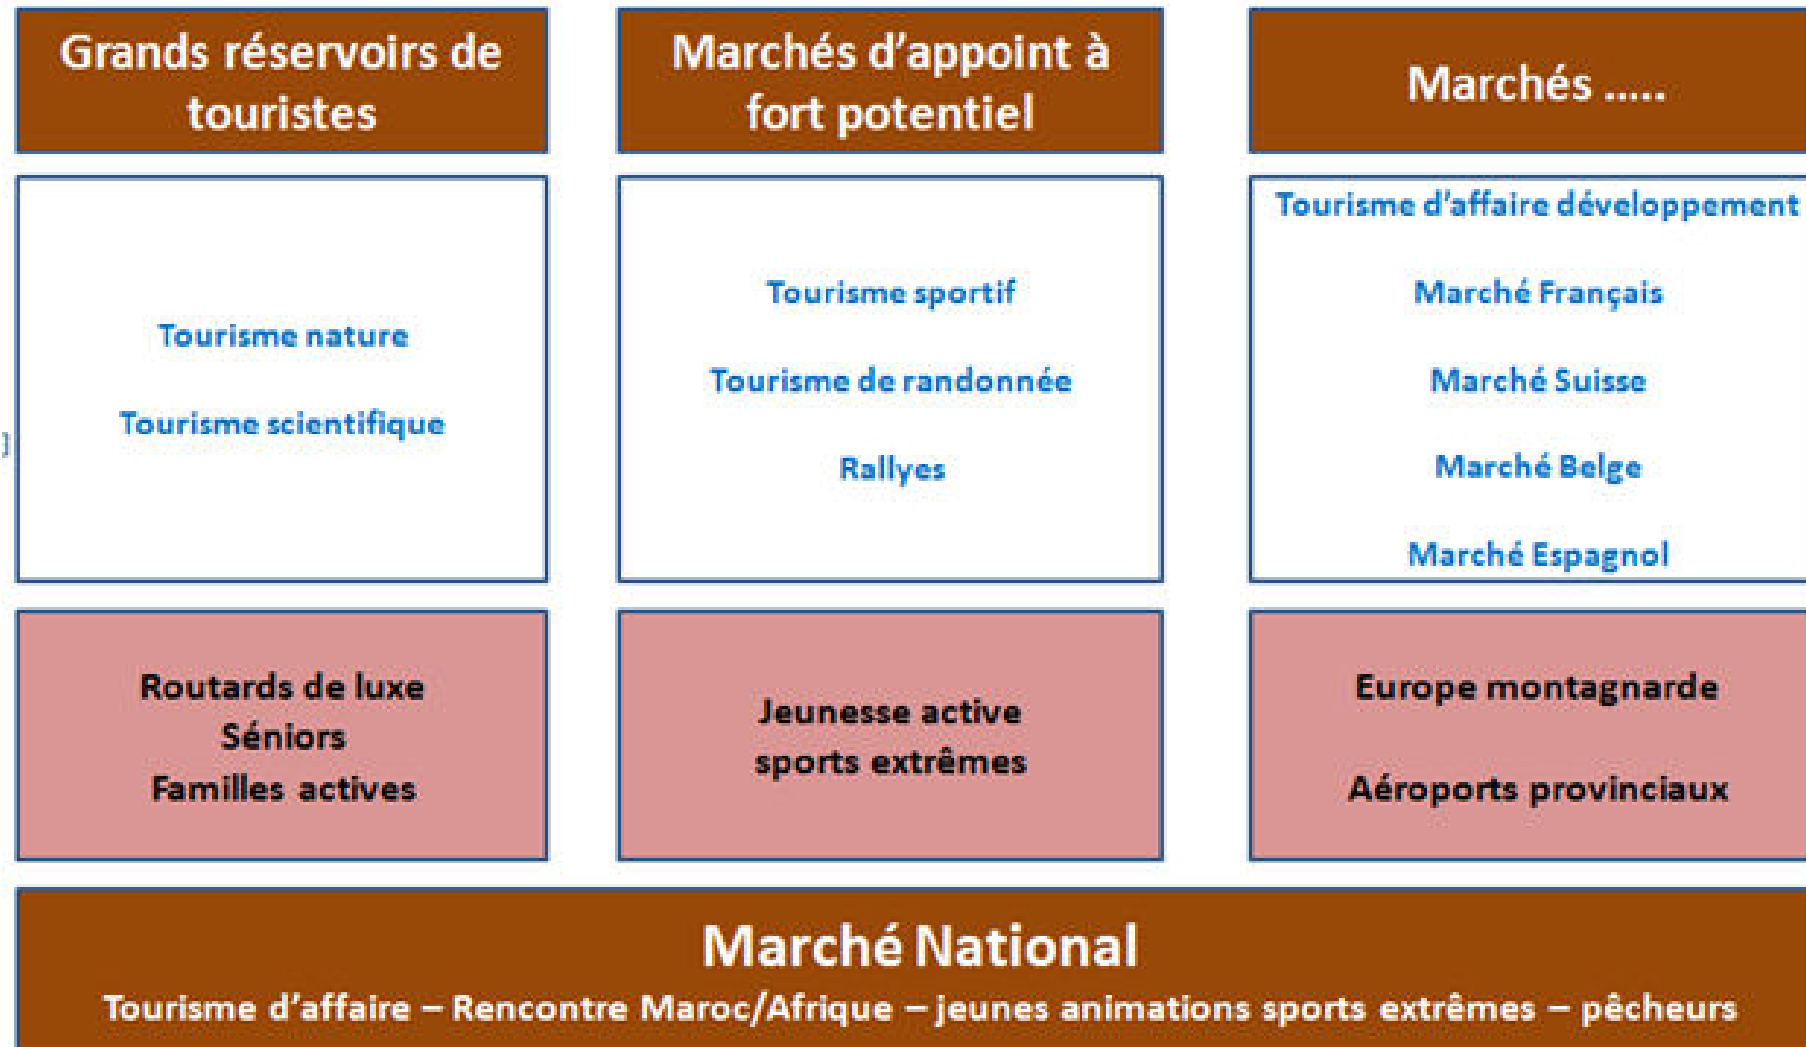 Grands réservoirs de
touristes
Marchés d'appoint à
fort potentiel
Marchés .....
Tourisme nature
Tourisme scientifique
Tourisme sportif
Tourisme de randonnée
Rallyes
Tourisme d'affaire développement
Marché Français
Marché Suisse
Marché Belge
Marché Espagnol
Routards de luxe
Séniors
Familles actives
Jeunesse active
sports extrêmes
Europe montagnarde
Aéroports provinciaux
Marché National
Tourisme d'affaire – Rencontre Maroc/Afrique – jeunes animations sports extrêmes – pêcheurs